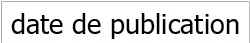 date de publication